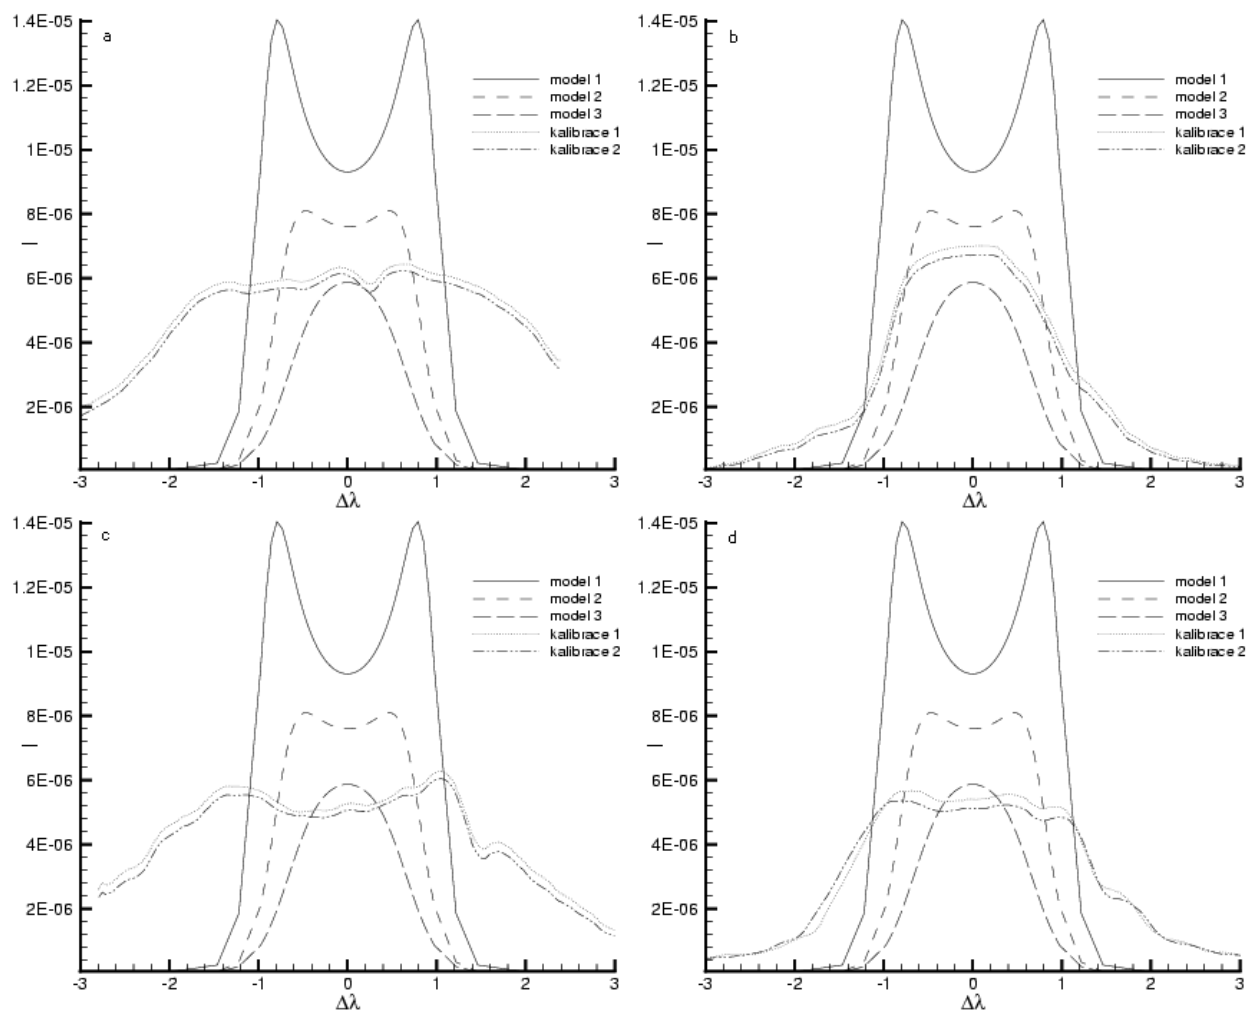 a
1.4E-05
1.2E-05
1E-05
8E-06
6E-06
4E-06
2E-06
I
model 1
model 2
model 3
kalibrace 1
kalibrace 2
-3 -2 -1 0 1 2 3
Δλ
b
1.4E-05
1.2E-05
1E-05
8E-06
6E-06
4E-06
2E-06
I
model 1
model 2
model 3
kalibrace 1
kalibrace 2
-3 -2 -1 0 1 2 3
Δλ
c
1.4E-05
1.2E-05
1E-05
8E-06
6E-06
4E-06
2E-06
I
model 1
model 2
model 3
kalibrace 1
kalibrace 2
-3 -2 -1 0 1 2 3
Δλ
d
1.4E-05
1.2E-05
1E-05
8E-06
6E-06
4E-06
2E-06
I
model 1
model 2
model 3
kalibrace 1
kalibrace 2
-3 -2 -1 0 1 2 3
Δλ